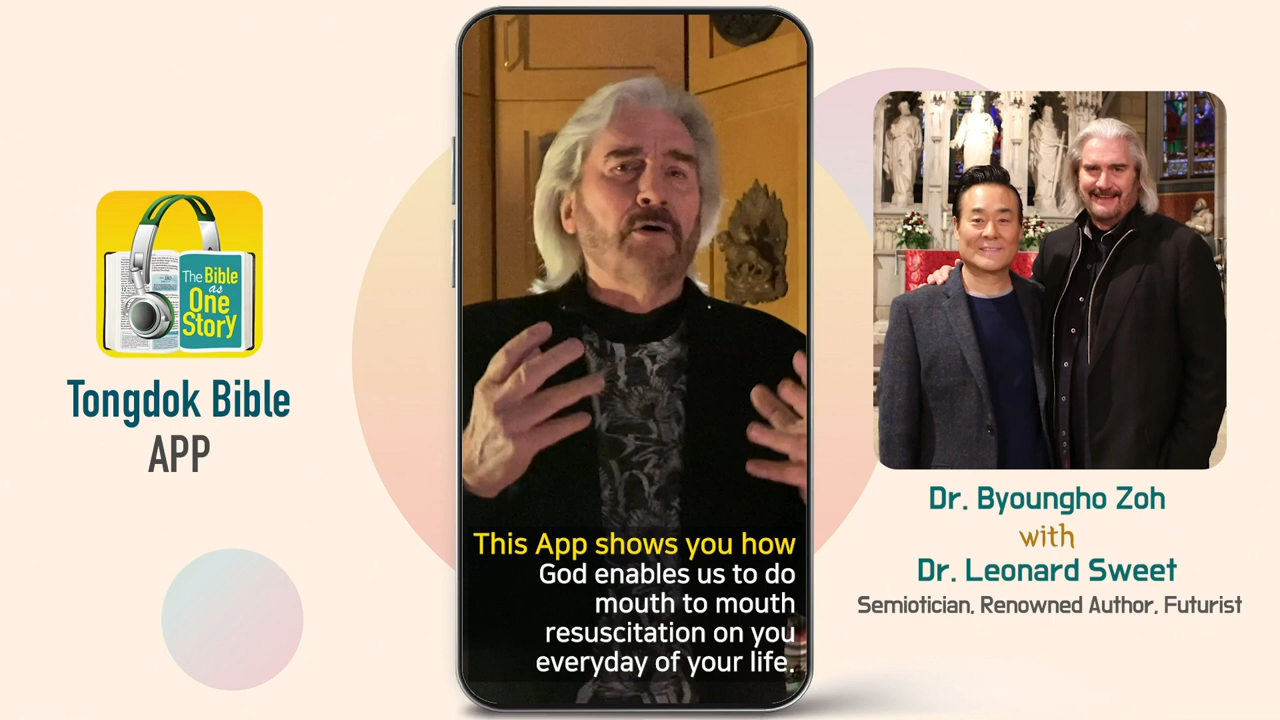 The Bible
as
One
Story
Tongdok Bible
APP
This App shows you how
God enables us to do
mouth to mouth
resuscitation on you
everyday of your life.
Dr. Byoungho Zoh
with
Dr. Leonard Sweet
Semiotician, Renowned Author, Futurist